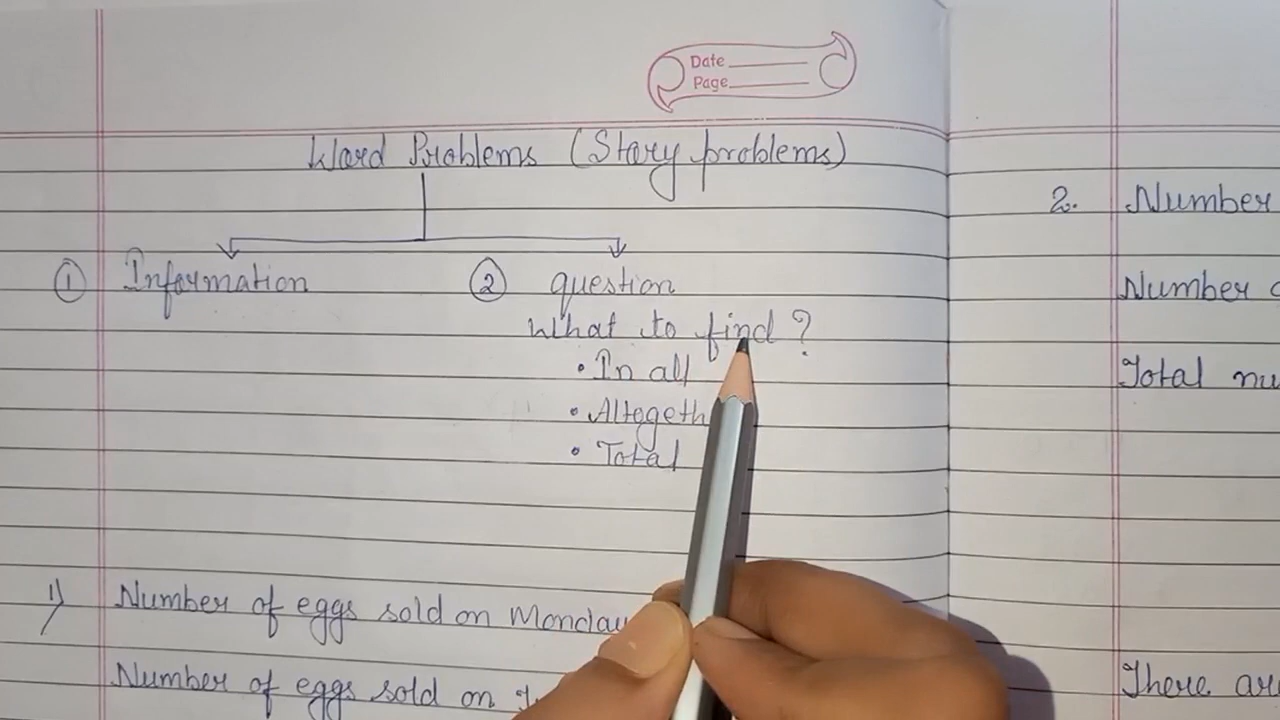 Date
Page
Word Problems (Story problems)
① Information
② question
What to find?
• In all
• Altogeth
• Total
1) Number of eggs sold on Monday
Number of eggs sold on
2. Number
Number
Total nu
There are